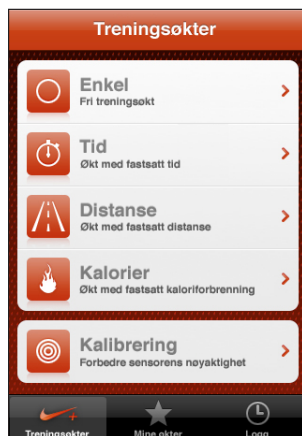 Treningsøkter
Enkel
Fri treningsøkt
Tid
Økt med fastsatt tid
Distanse
Økt med fastsatt distanse
Kalorier
Økt med fastsatt kaloriforbrenning
Kalibrering
Forbedre sensorens nøyaktighet
Treningsøkter Mine økter Logg